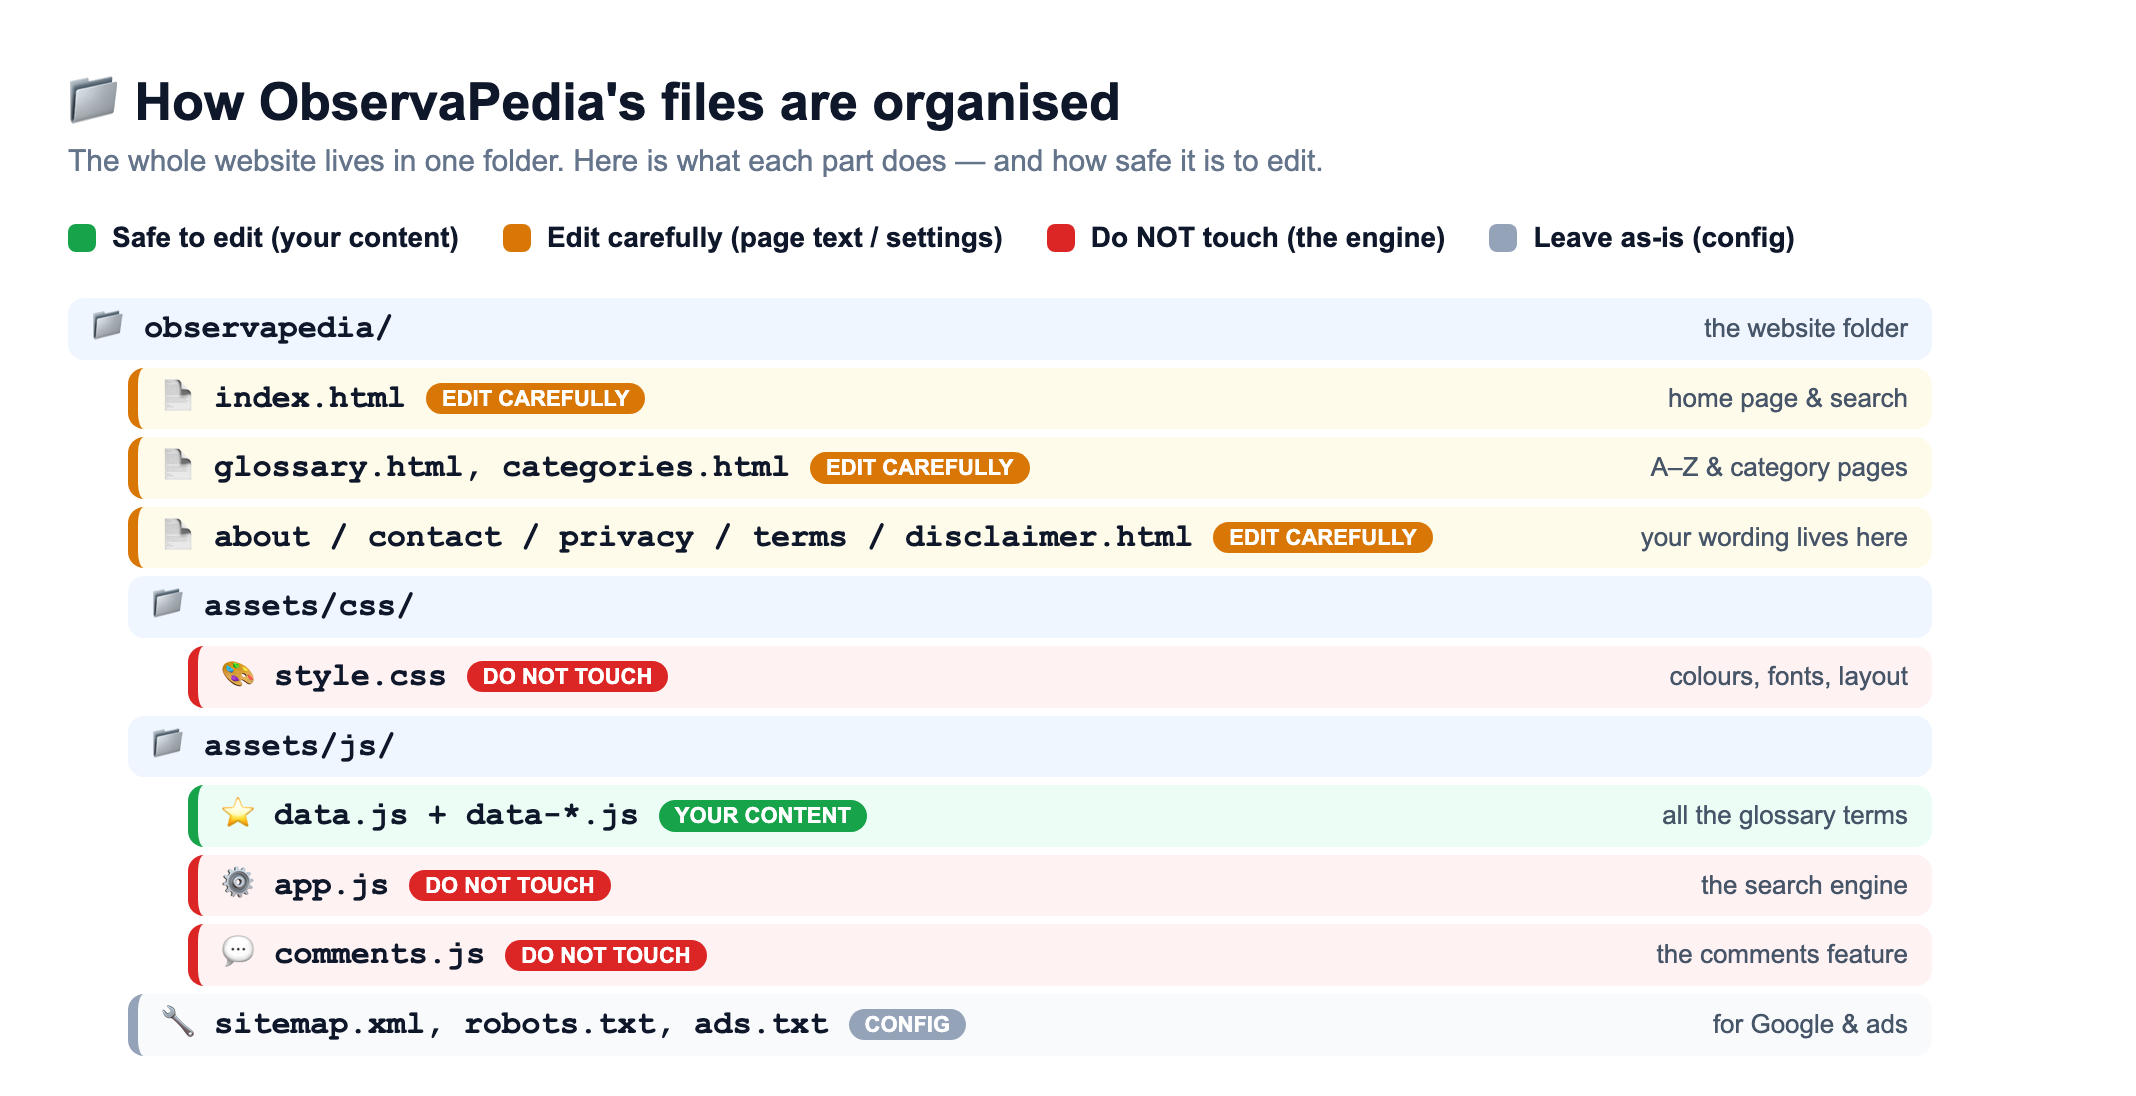 How ObservaPedia's files are organised
The whole website lives in one folder. Here is what each part does — and how safe it is to edit.
Safe to edit (your content) Edit carefully (page text / settings) Do NOT touch (the engine) Leave as-is (config)
observapedia/ the website folder
index.html EDIT CAREFULLY home page & search
glossary.html, categories.html EDIT CAREFULLY A–Z & category pages
about / contact / privacy / terms / disclaimer.html EDIT CAREFULLY your wording lives here
assets/css/
style.css DO NOT TOUCH colours, fonts, layout
assets/js/
data.js + data-*.js YOUR CONTENT all the glossary terms
app.js DO NOT TOUCH the search engine
comments.js DO NOT TOUCH the comments feature
sitemap.xml, robots.txt, ads.txt CONFIG for Google & ads